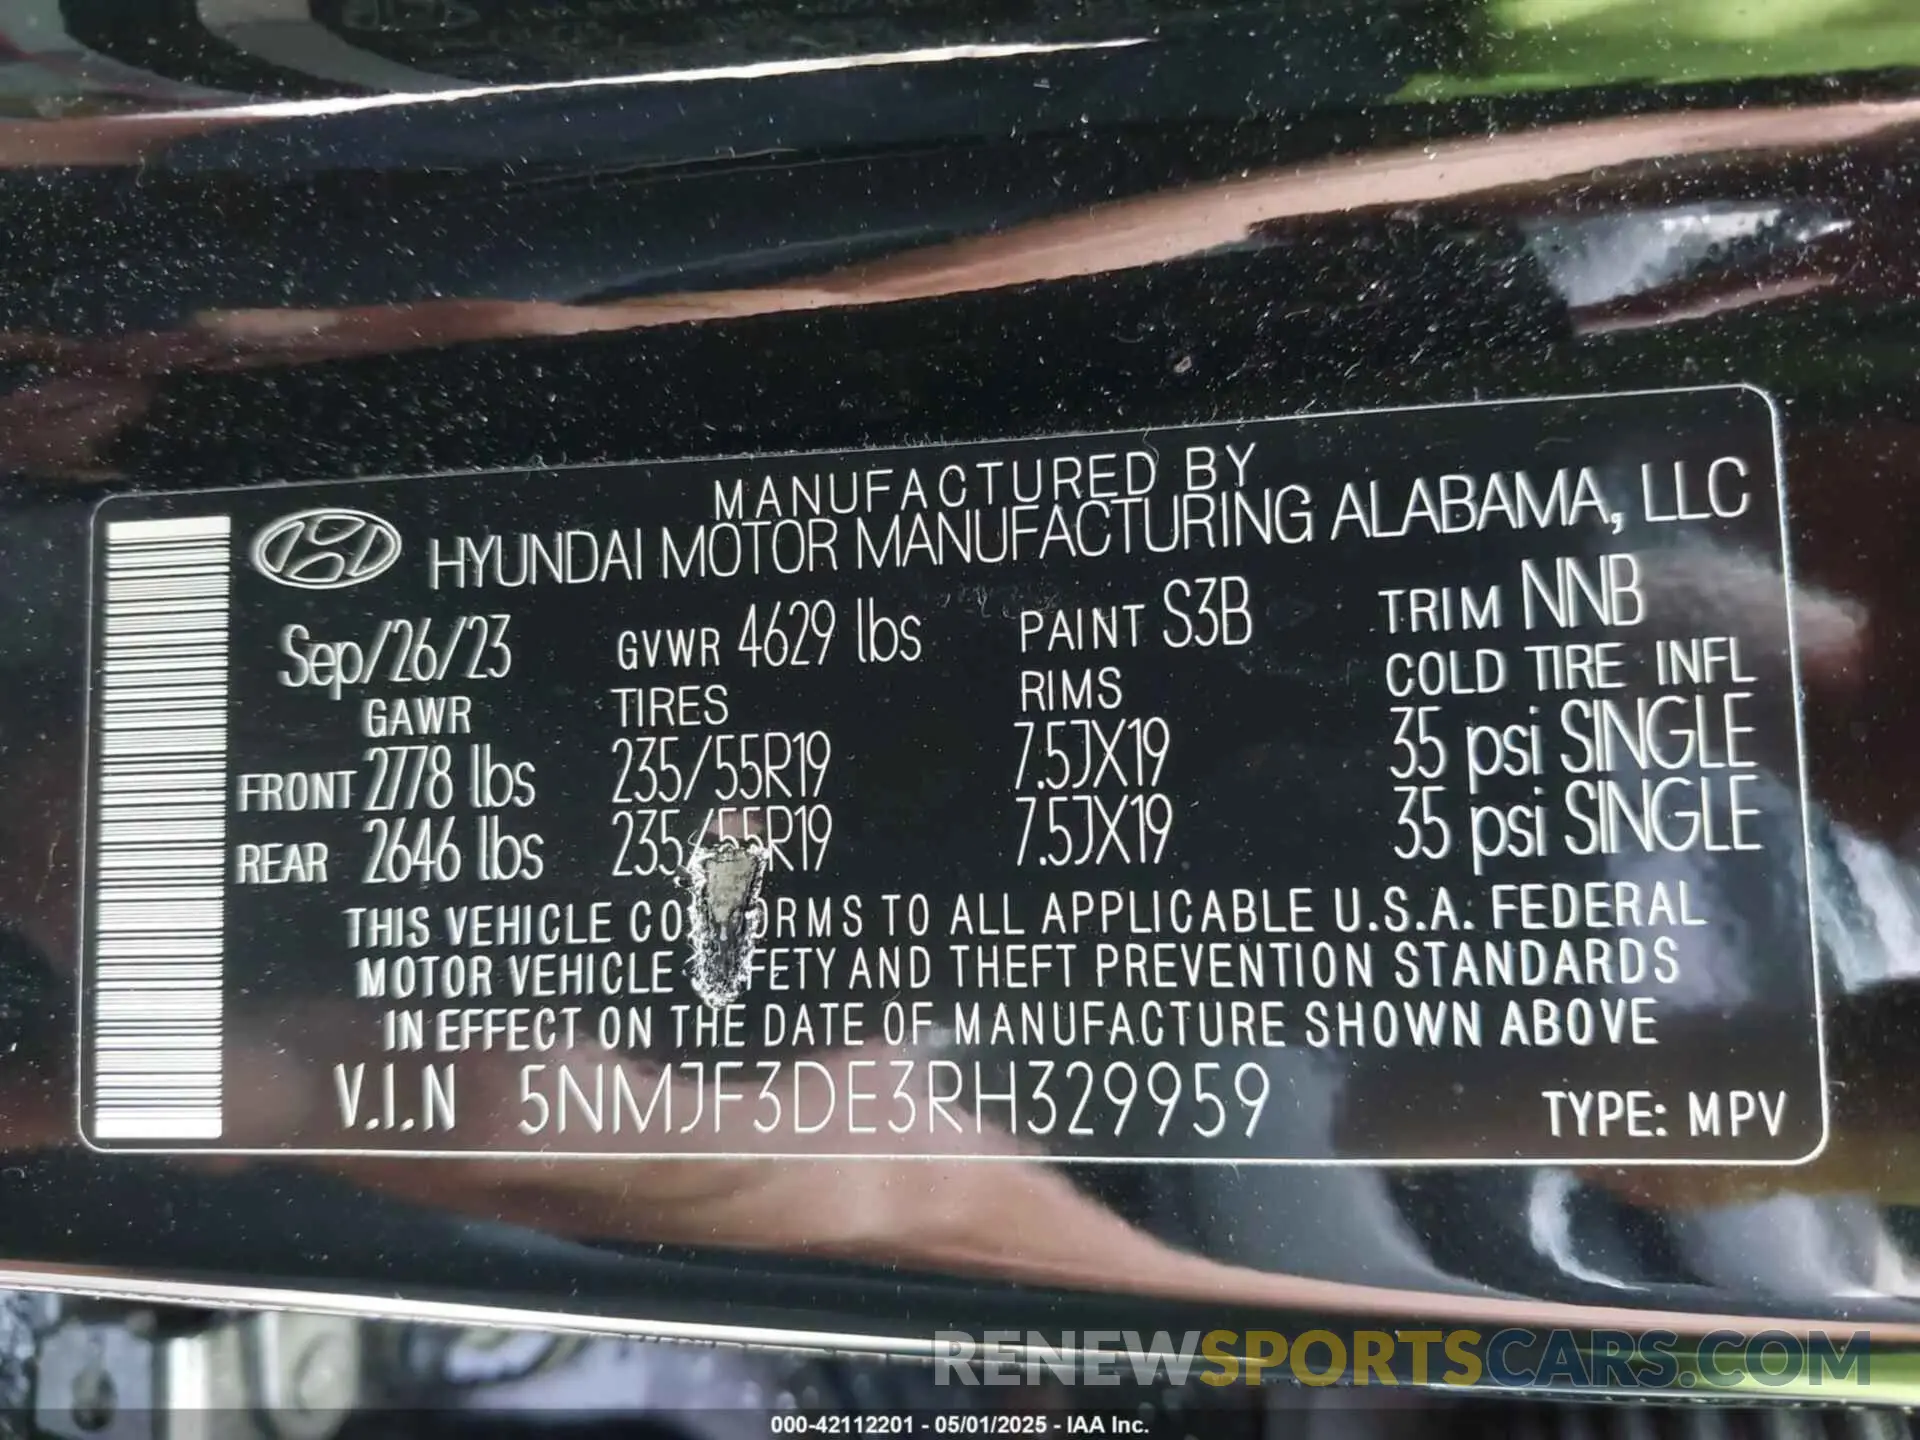 MANUFACTURED BY
HYUNDAI MOTOR MANUFACTURING ALABAMA, LLC
Sep/26/23 GVWR 4629 lbs PAINT S3B TRIM NNB
GAWR TIRES RIMS COLD TIRE INFL
FRONT 2778 lbs 235/55R19 7.5JX19 35 psi SINGLE
REAR 2646 lbs 235/55R19 7.5JX19 35 psi SINGLE
THIS VEHICLE TO ALL APPLICABLE U.S.A. FEDERAL
MOTOR VEHICLE AND THEFT PREVENTION STANDARDS
IN EFFECT ON THE DATE OF MANUFACTURE SHOWN ABOVE
V.I.N 5NMJF3DE3RH329959 TYPE: MPV
RENEWSPORTSCARS.COM
000-42112201 - 05/01/2025 - IAA Inc.